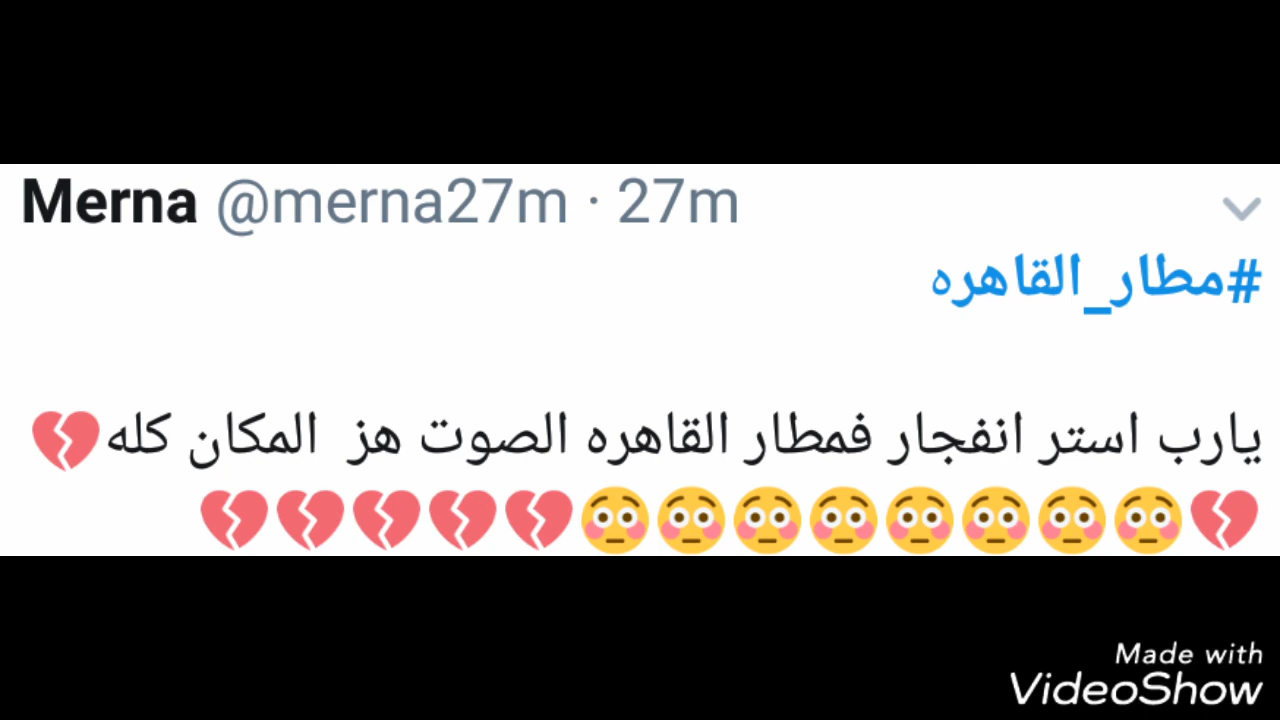 Merna @merna27m · 27m
#مطار_القاهره
يارب استر انفجار فمطار القاهره الصوت هز المكان كله💔
💔😳😳😳😳😳😳😳😳💔💔💔💔💔
Made with
VideoShow